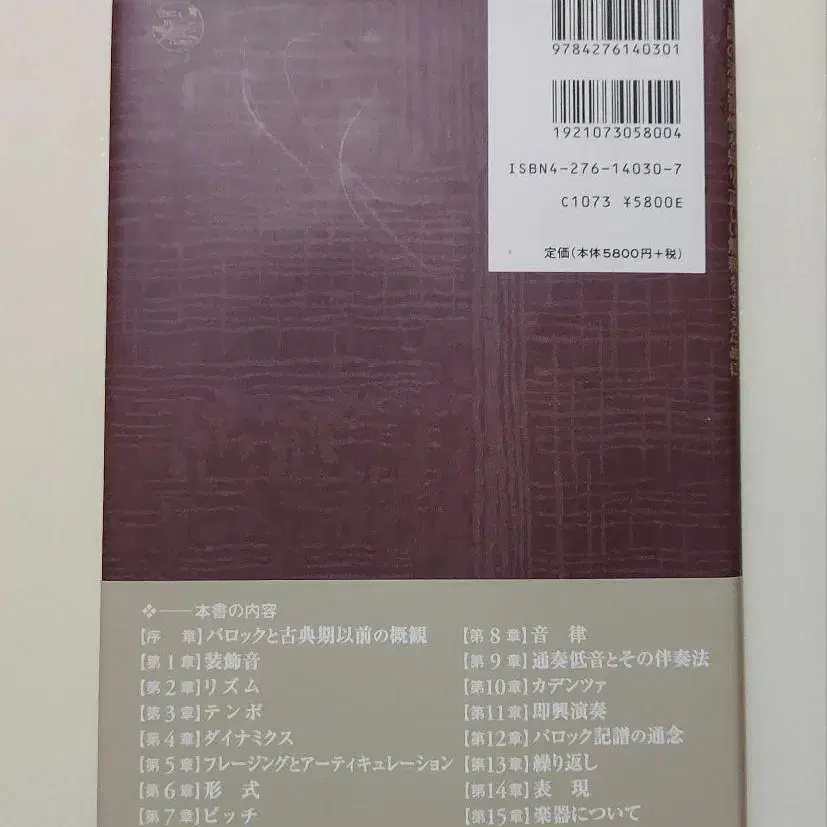 9784276140301
1921073058004
ISBN4-276-14030-7
C1073 ¥5800E
定価(本体5800円+税)
❖――本書の内容
【序 章】バロックと古典期以前の概観
【第1章】装飾音
【第2章】リズム
【第3章】テンポ
【第4章】ダイナミクス
【第5章】フレージングとアーティキュレーション
【第6章】形 式
【第7章】ピッチ
【第8章】音 律
【第9章】通奏低音とその伴奏法
【第10章】カデンツァ
【第11章】即興演奏
【第12章】バロック記譜の通念
【第13章】繰り返し
【第14章】表 現
【第15章】楽器について